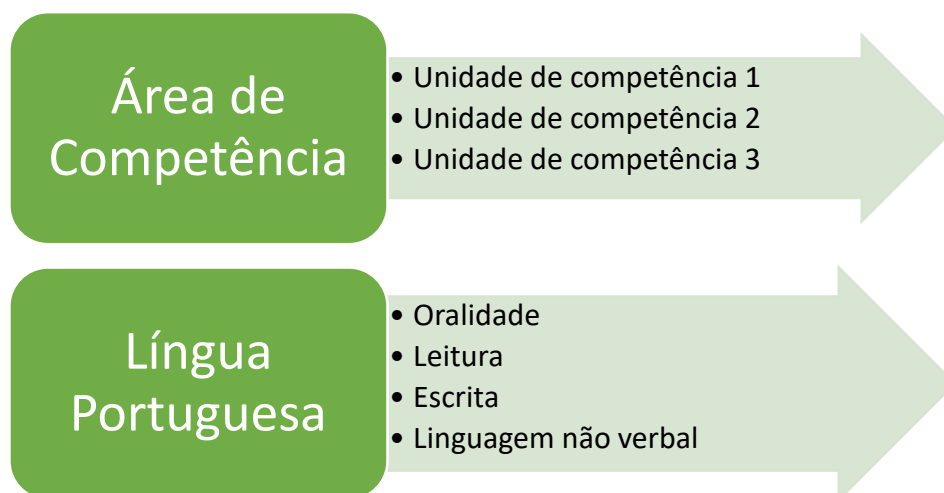 Área de
Competência
• Unidade de competência 1
• Unidade de competência 2
• Unidade de competência 3
Língua
Portuguesa
• Oralidade
• Leitura
• Escrita
• Linguagem não verbal